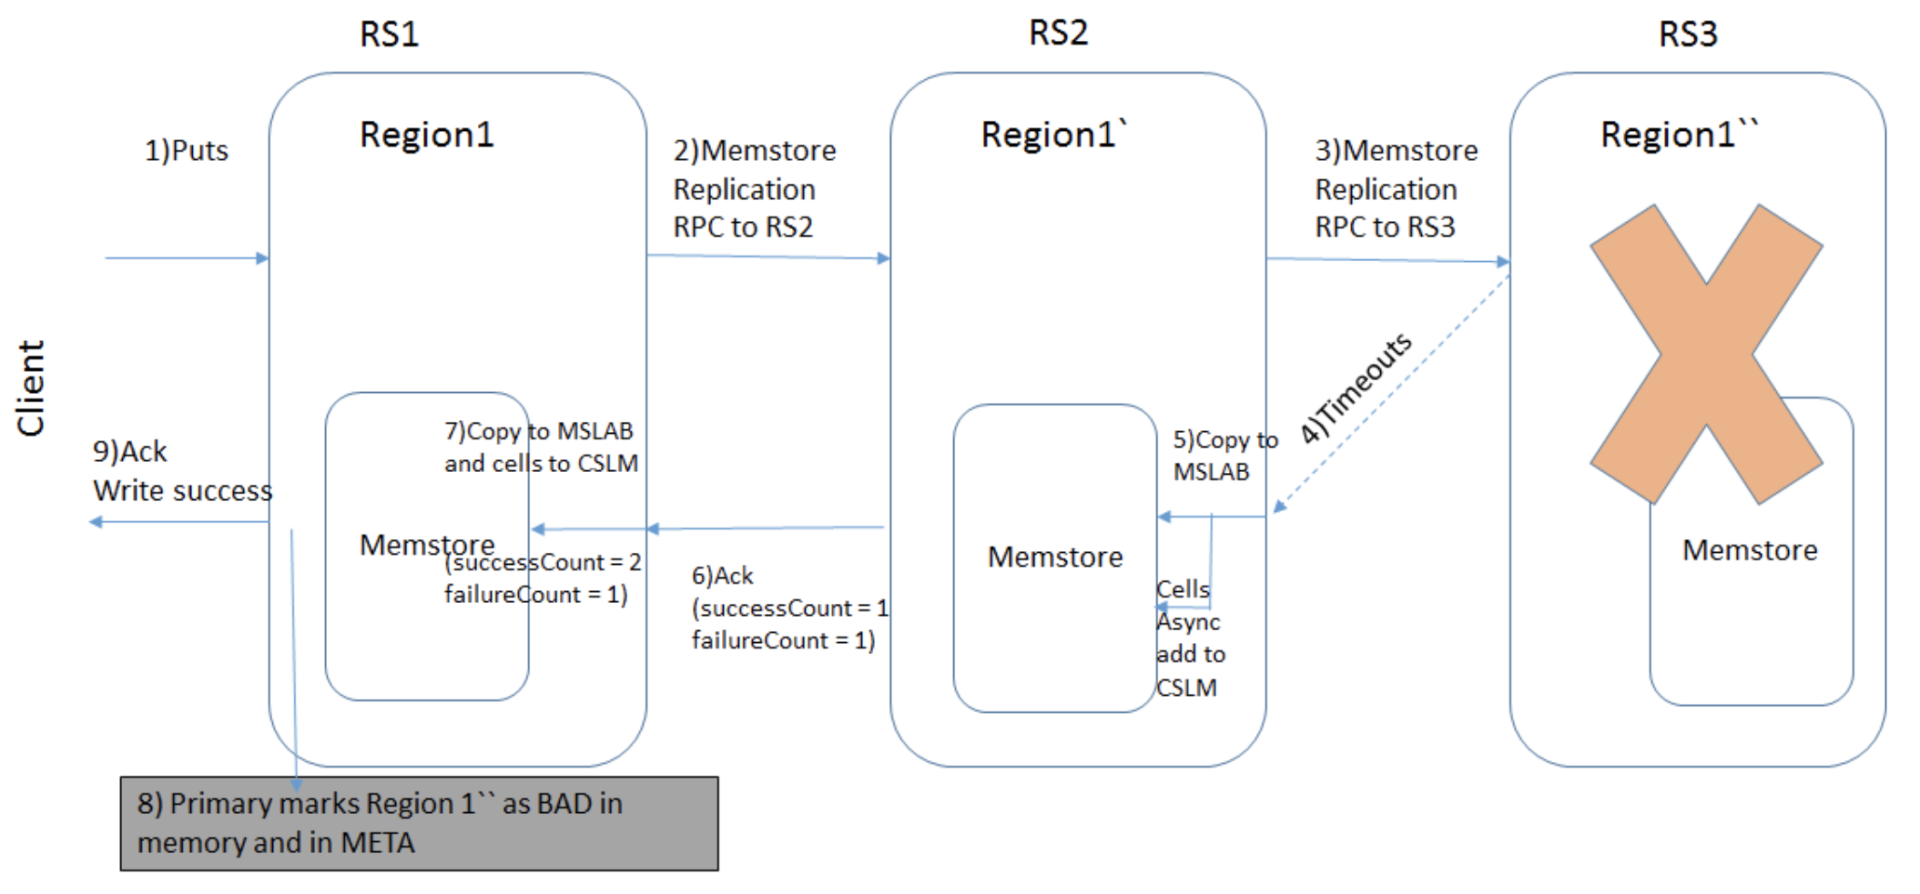 RS1
RS2
RS3
Region1
Region1`
Region1``
1)Puts
2)Memstore
Replication
RPC to RS2
3)Memstore
Replication
RPC to RS3
Client
4)Timeouts
5)Copy to
MSLAB
7)Copy to MSLAB
and cells to CSLM
9)Ack
Write success
Memstore
(successCount = 2
failureCount = 1)
6)Ack
(successCount = 1
failureCount = 1)
Memstore
Cells
Async
add to
CSLM
Memstore
8) Primary marks Region 1`` as BAD in
memory and in META